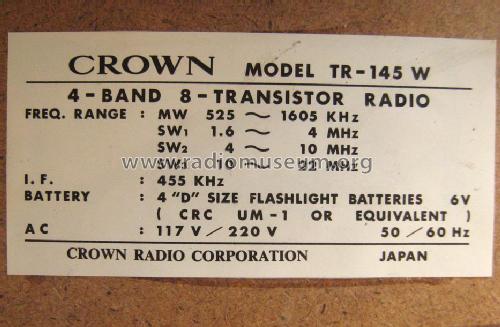 CROWN MODEL TR-145 W
4-BAND 8-TRANSISTOR RADIO
FREQ. RANGE : MW 525 ~ 1605 KHz
SW1 1.6 ~ 4 MHz
SW2 4 ~ 10 MHz
www.radiomuseum.org
10 ~ 22 MHz
I.F. : 455 KHz
BATTERY : 4 "D" SIZE FLASHLIGHT BATTERIES 6V
( CRC UM-1 OR EQUIVALENT )
AC : 117 V / 220 V 50 / 60 Hz
CROWN RADIO CORPORATION JAPAN